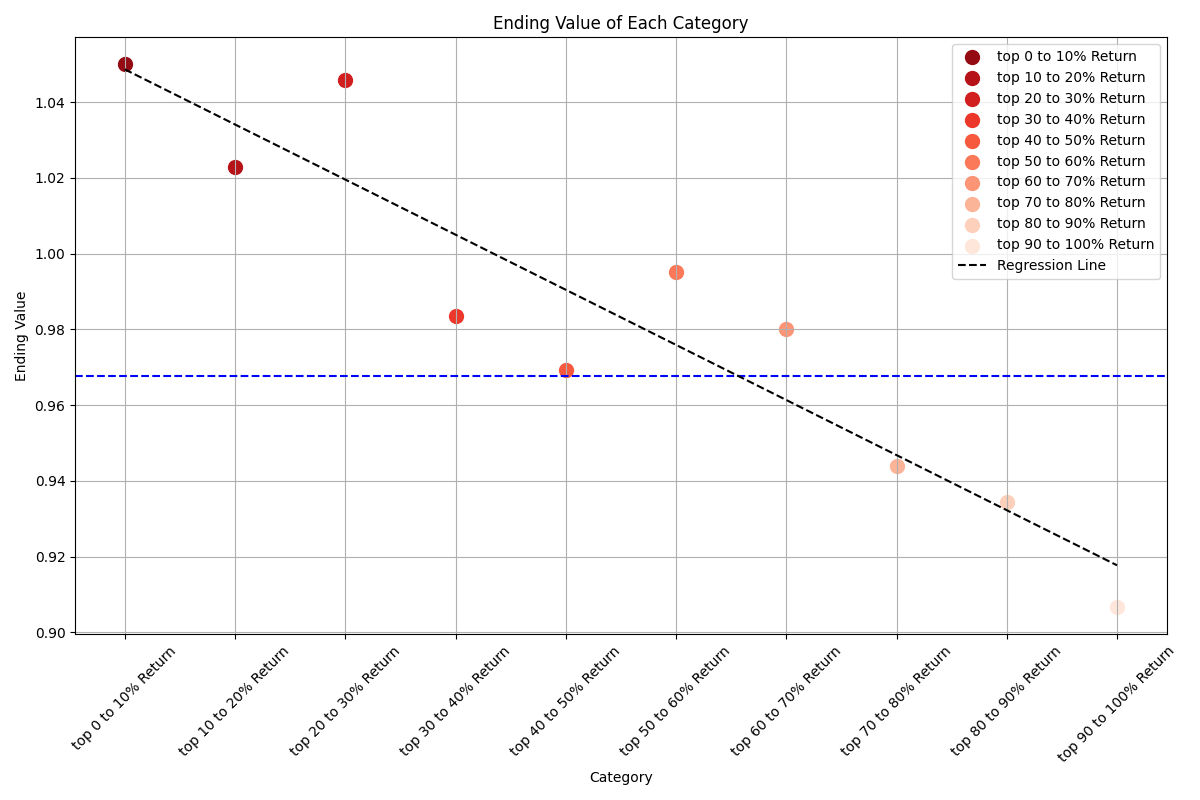 Ending Value of Each Category
Ending Value
1.04
1.02
1.00
0.98
0.96
0.94
0.92
0.90
top 0 to 10% Return
top 10 to 20% Return
top 20 to 30% Return
top 30 to 40% Return
top 40 to 50% Return
top 50 to 60% Return
top 60 to 70% Return
top 70 to 80% Return
top 80 to 90% Return
top 90 to 100% Return
Regression Line
top 0 to 10% Return
top 10 to 20% Return
top 20 to 30% Return
top 30 to 40% Return
top 40 to 50% Return
top 50 to 60% Return
top 60 to 70% Return
top 70 to 80% Return
top 80 to 90% Return
top 90 to 100% Return
Category